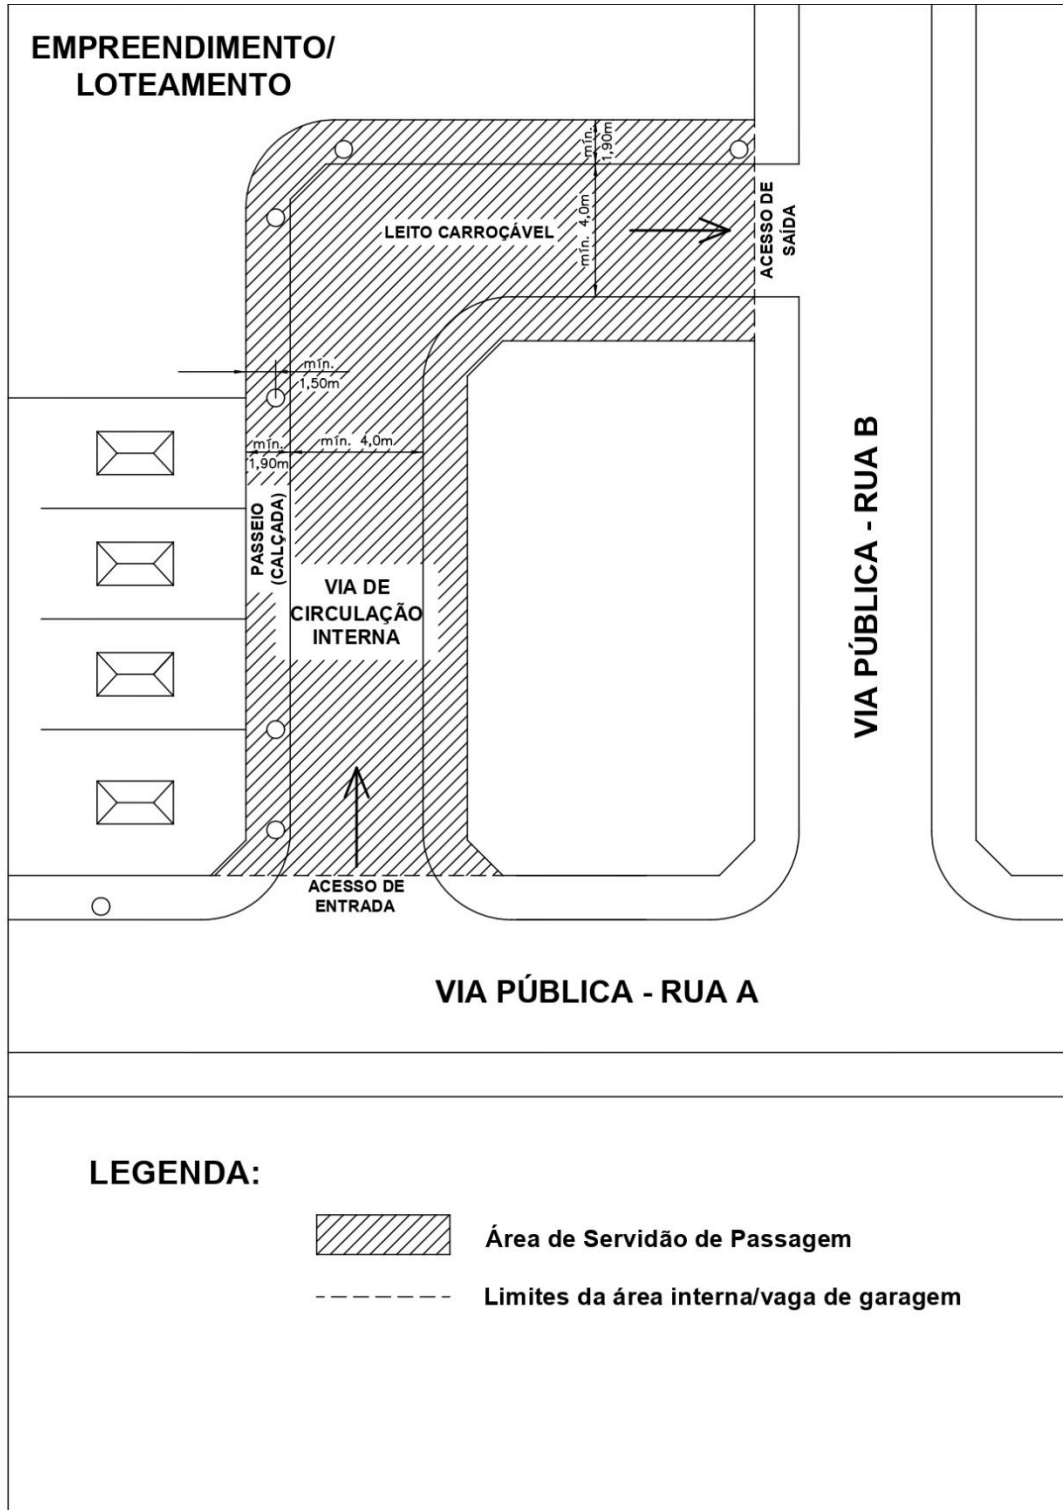 EMPREENDIMENTO/
LOTEAMENTO
mín.
1,90m
LEITO CARROÇÁVEL
mín. 4,0m
ACESSO DE
SAÍDA
mín.
1,50m
mín.
1,90m
mín. 4,0m
PASSEIO
(CALÇADA)
VIA DE
CIRCULAÇÃO
INTERNA
VIA PÚBLICA - RUA B
ACESSO DE
ENTRADA
VIA PÚBLICA - RUA A
LEGENDA:
Área de Servidão de Passagem
Limites da área interna/vaga de garagem